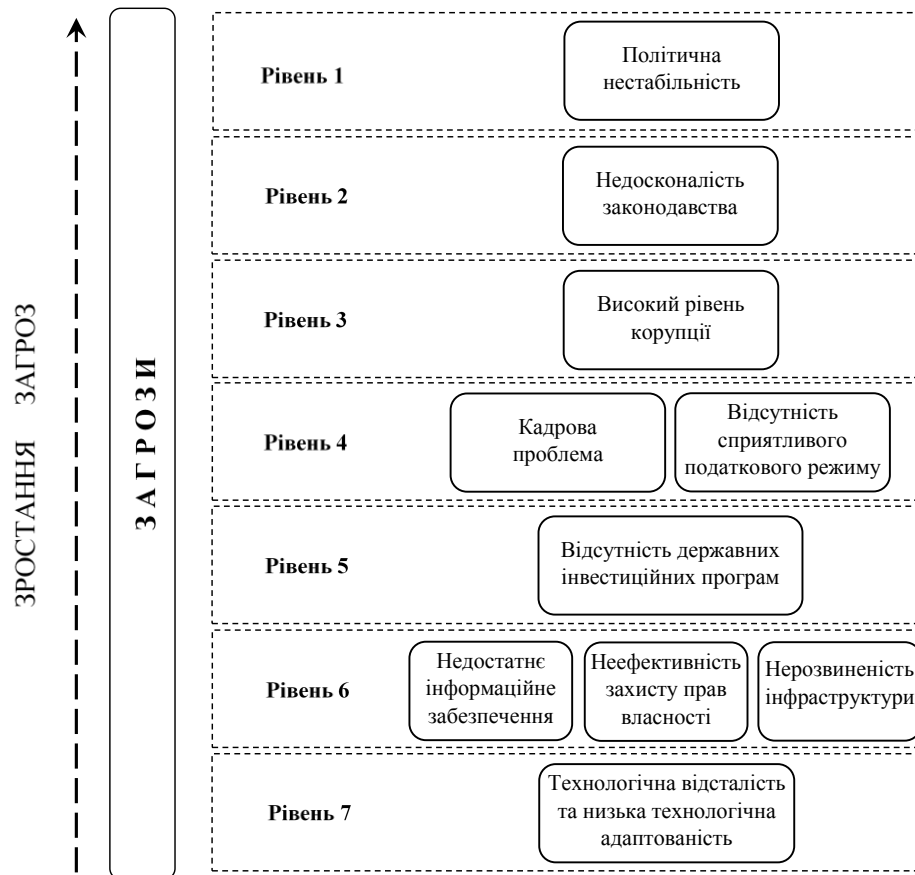 ЗРОСТАННЯ ЗАГРОЗ
ЗАГРОЗИ
Рівень 1
Політична
нестабільність
Рівень 2
Недосконалість
законодавства
Рівень 3
Високий рівень
корупції
Рівень 4
Кадрова
проблема
Відсутність
сприятливого
податкового режиму
Рівень 5
Відсутність державних
інвестиційних програм
Рівень 6
Недостатнє
інформаційне
забезпечення
Неефективність
захисту прав
власності
Нерозвиненість
інфраструктури
Рівень 7
Технологічна відсталість
та низька технологічна
адаптованість